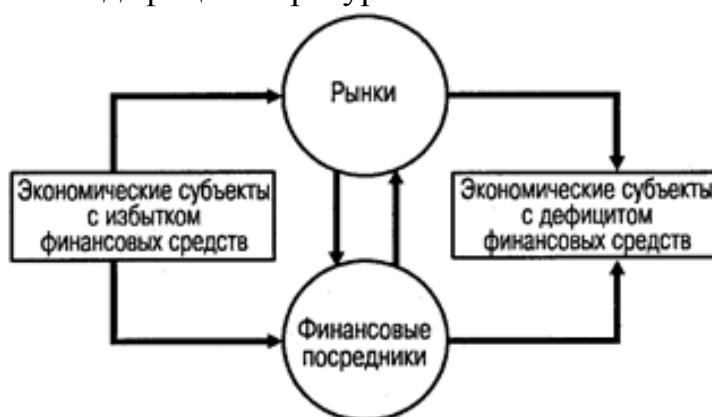 Рынки
Экономические субъекты
с избытком
финансовых средств
Экономические субъекты
с дефицитом
финансовых средств
Финансовые
посредники